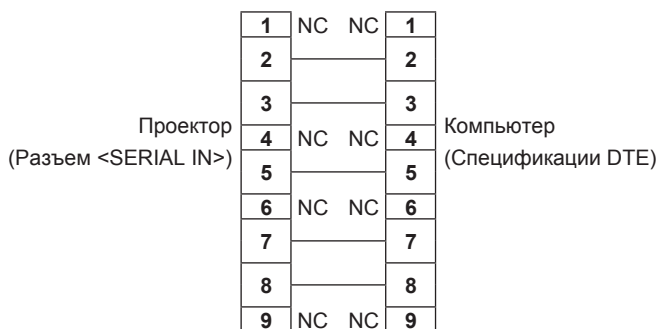 1 NC NC 1
2 2
3 3
Проектор
(Разъем <SERIAL IN>)
4 NC NC 4
Компьютер
(Спецификации DTE)
5 5
6 NC NC 6
7 7
8 8
9 NC NC 9